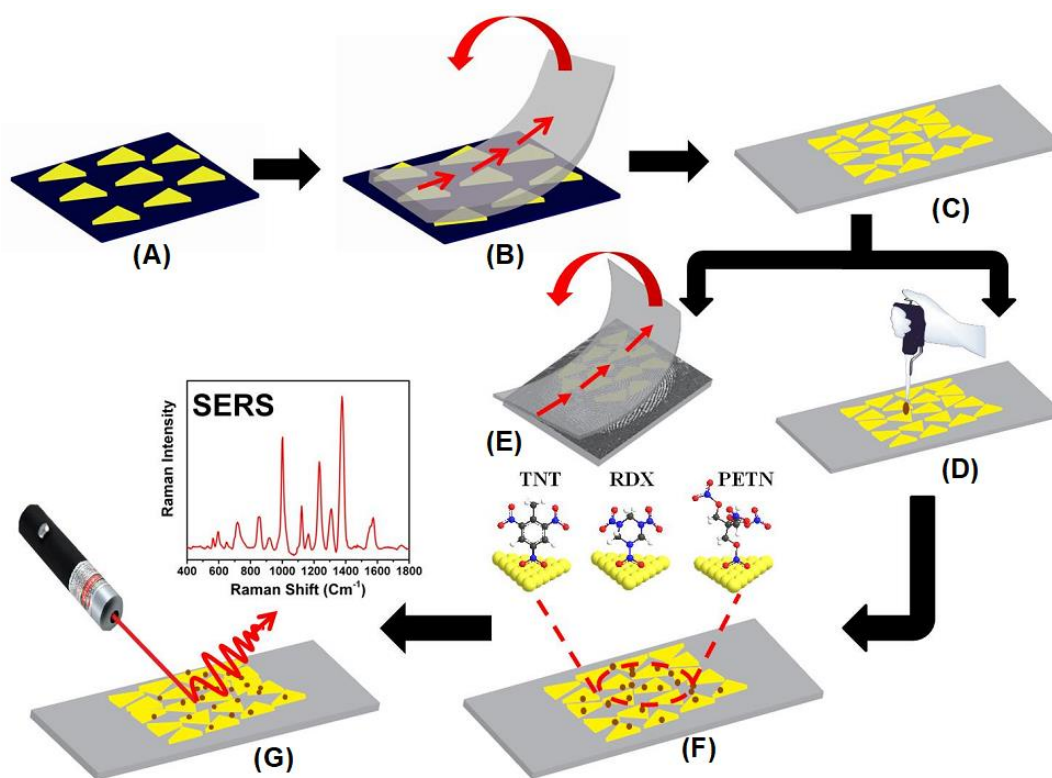 (A)
(B)
(C)
(E)
(D)
SERS
Raman Intensity
400 600 800 1000 1200 1400 1600 1800
Raman Shift (Cm⁻¹)
TNT RDX PETN
(G)
(F)